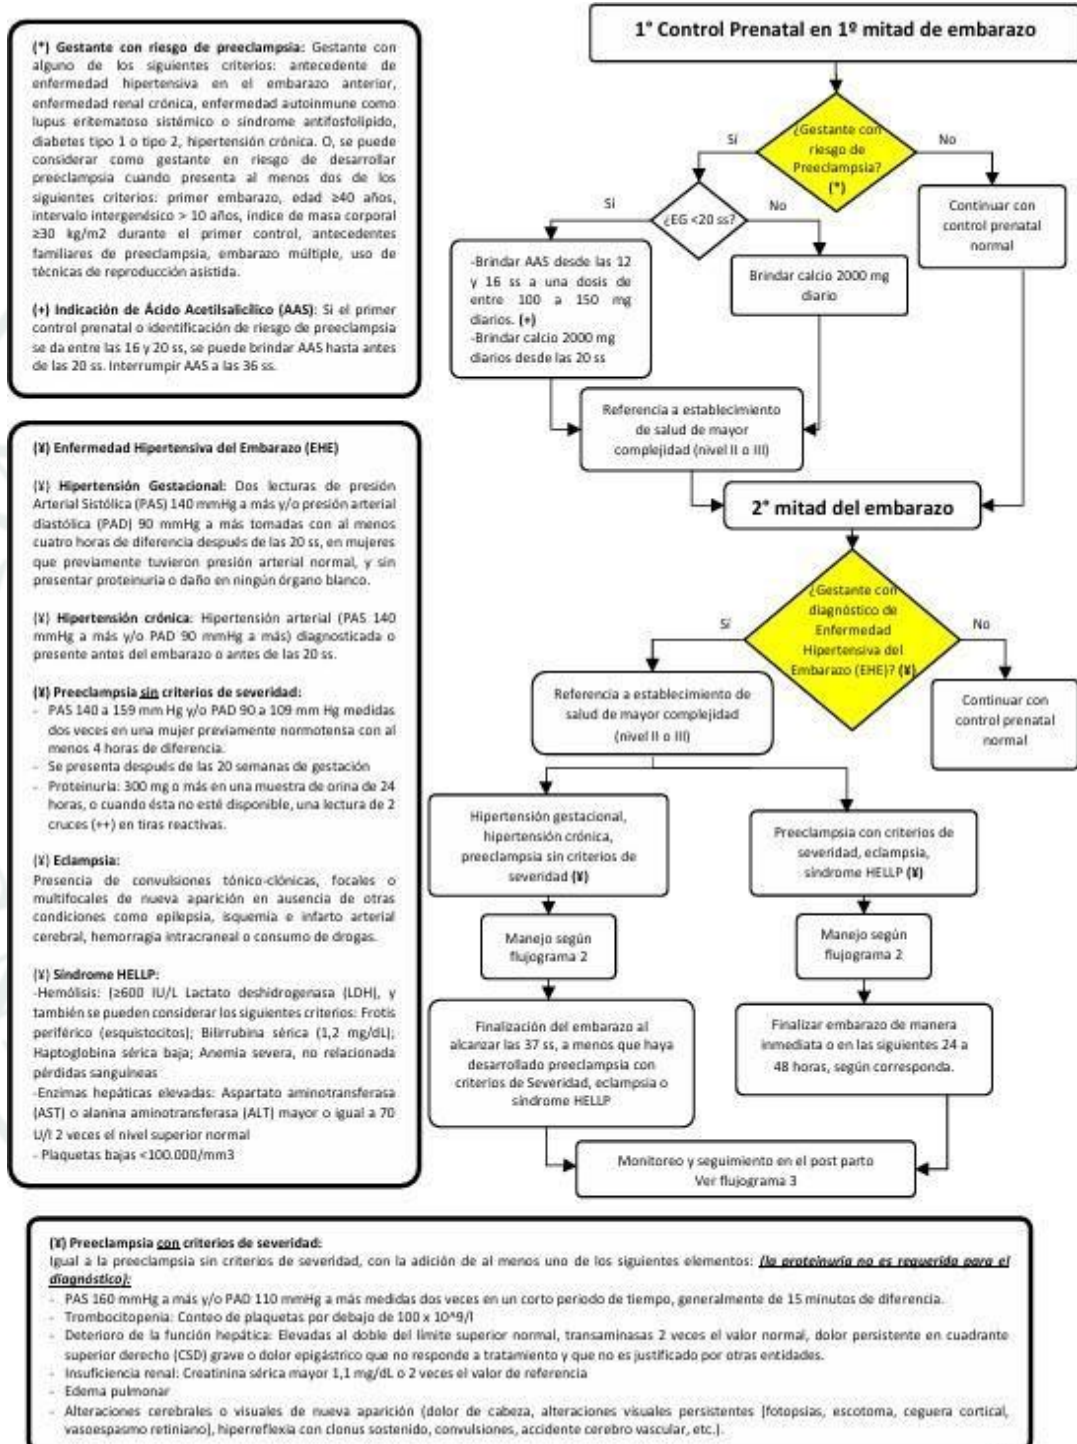 (*) Gestante con riesgo de preeclampsia: Gestante con
alguno de los siguientes criterios: antecedente de
enfermedad hipertensiva en el embarazo anterior,
enfermedad renal crónica, enfermedad autoinmune como
lupus eritematoso sistémico o síndrome antifosfolípido,
diabetes tipo 1 o tipo 2, hipertensión crónica. O, se puede
considerar como gestante en riesgo de desarrollar
preeclampsia cuando presenta al menos dos de los
siguientes criterios: primer embarazo, edad ≥40 años,
intervalo intergenésico > 10 años, índice de masa corporal
≥30 kg/m2 durante el primer control, antecedentes
familiares de preeclampsia, embarazo múltiple, uso de
técnicas de reproducción asistida.
(+) Indicación de Ácido Acetilsalicílico (AAS): Si el primer
control prenatal o identificación de riesgo de preeclampsia
se da entre las 16 y 20 ss, se puede brindar AAS hasta antes
de las 20 ss. Interrumpir AAS a las 36 ss.
1° Control Prenatal en 1º mitad de embarazo
¿Gestante con
riesgo de
Preeclampsia?
(*)
Sí
No
¿EG <20 ss?
Si
No
Continuar con
control prenatal
normal
-Brindar AAS desde las 12
y 16 ss a una dosis de
entre 100 a 150 mg
diarios. (+)
-Brindar calcio 2000 mg
diarios desde las 20 ss
Brindar calcio 2000 mg
diario
Referencia a establecimiento
de salud de mayor
complejidad (nivel II o III)
2° mitad del embarazo
¿Gestante con
diagnóstico de
Enfermedad
Hipertensiva del
Embarazo (EHE)? (¥)
Sí
No
Referencia a establecimiento de
salud de mayor complejidad
(nivel II o III)
Continuar con
control prenatal
normal
Hipertensión gestacional,
hipertensión crónica,
preeclampsia sin criterios de
severidad (¥)
Preeclampsia con criterios de
severidad, eclampsia,
síndrome HELLP (¥)
Manejo según
flujograma 2
Manejo según
flujograma 2
Finalización del embarazo al
alcanzar las 37 ss, a menos que haya
desarrollado preeclampsia con
criterios de Severidad, eclampsia o
síndrome HELLP
Finalizar embarazo de manera
inmediata o en las siguientes 24 a
48 horas, según corresponda.
Monitoreo y seguimiento en el post parto
Ver flujograma 3
(¥) Enfermedad Hipertensiva del Embarazo (EHE)
(¥) Hipertensión Gestacional: Dos lecturas de presión
Arterial Sistólica (PAS) 140 mmHg a más y/o presión arterial
diastólica (PAD) 90 mmHg a más tomadas con al menos
cuatro horas de diferencia después de las 20 ss, en mujeres
que previamente tuvieron presión arterial normal, y sin
presentar proteinuria o daño en ningún órgano blanco.
(¥) Hipertensión crónica: Hipertensión arterial (PAS 140
mmHg a más y/o PAD 90 mmHg a más) diagnosticada o
presente antes del embarazo o antes de las 20 ss.
(¥) Preeclampsia sin criterios de severidad:
- PAS 140 a 159 mm Hg y/o PAD 90 a 109 mm Hg medidas
dos veces en una mujer previamente normotensa con al
menos 4 horas de diferencia.
- Se presenta después de las 20 semanas de gestación
- Proteinuria: 300 mg o más en una muestra de orina de 24
horas, o cuando ésta no esté disponible, una lectura de 2
cruces (++) en tiras reactivas.
(¥) Eclampsia:
Presencia de convulsiones tónico-clónicas, focales o
multifocales de nueva aparición en ausencia de otras
condiciones como epilepsia, isquemia e infarto arterial
cerebral, hemorragia intracraneal o consumo de drogas.
(¥) Síndrome HELLP:
-Hemólisis: (≥600 IU/L Lactato deshidrogenasa (LDH), y
también se pueden considerar los siguientes criterios: Frotis
periférico (esquistocitos); Bilirrubina sérica (1,2 mg/dL);
Haptoglobina sérica baja; Anemia severa, no relacionada
pérdidas sanguíneas
-Enzimas hepáticas elevadas: Aspartato aminotransferasa
(AST) o alanina aminotransferasa (ALT) mayor o igual a 70
U/l 2 veces el nivel superior normal
- Plaquetas bajas <100.000/mm3
(¥) Preeclampsia con criterios de severidad:
Igual a la preeclampsia sin criterios de severidad, con la adición de al menos uno de los siguientes elementos: (la proteinuria no es requerida para el
diagnóstico):
- PAS 160 mmHg a más y/o PAD 110 mmHg a más medidas dos veces en un corto periodo de tiempo, generalmente de 15 minutos de diferencia.
- Trombocitopenia: Conteo de plaquetas por debajo de 100 x 10^9/l
- Deterioro de la función hepática: Elevadas al doble del límite superior normal, transaminasas 2 veces el valor normal, dolor persistente en cuadrante
superior derecho (CSD) grave o dolor epigástrico que no responde a tratamiento y que no es justificado por otras entidades.
- Insuficiencia renal: Creatinina sérica mayor 1,1 mg/dL o 2 veces el valor de referencia
- Edema pulmonar
- Alteraciones cerebrales o visuales de nueva aparición (dolor de cabeza, alteraciones visuales persistentes [fotopsias, escotoma, ceguera cortical,
vasoespasmo retiniano], hiperreflexia con clonus sostenido, convulsiones, accidente cerebro vascular, etc.).